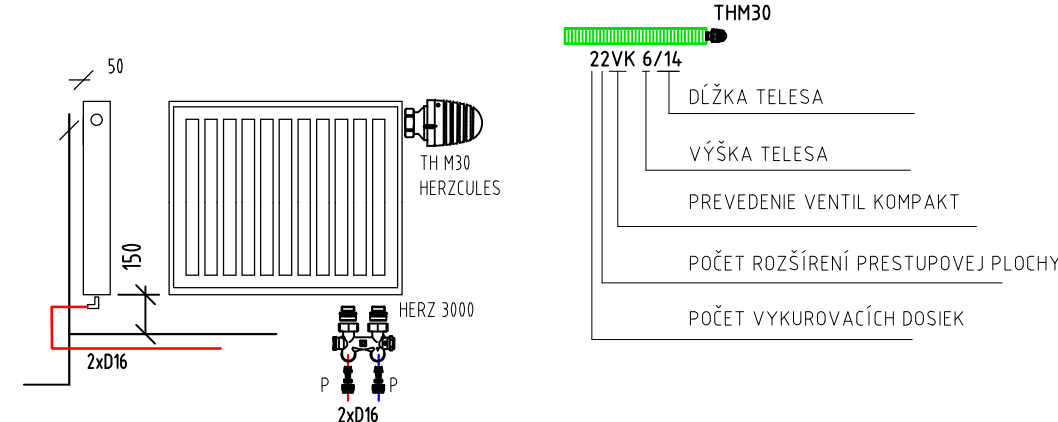 50
150
2xD16
TH M30
HERZCULES
HERZ 3000
P
P
2xD16
THM30
22VK 6/14
DĹŽKA TELESA
VÝŠKA TELESA
PREVEDENIE VENTIL KOMPAKT
POČET ROZŠÍRENÍ PRESTUPOVEJ PLOCHY
POČET VYKUROVACÍCH DOSIEK